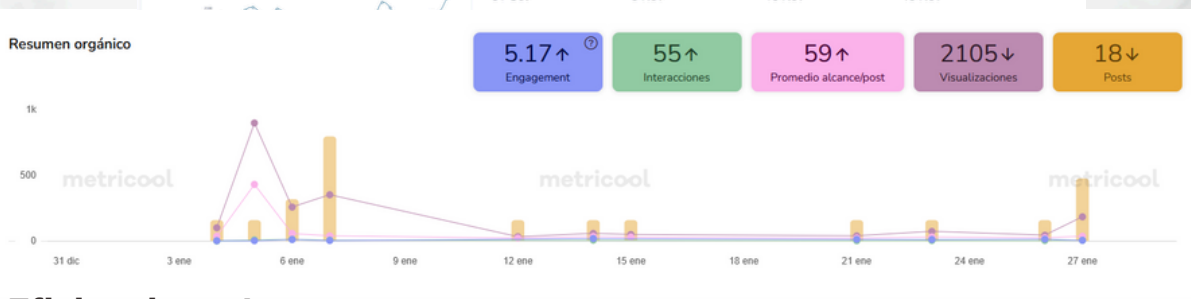 Resumen orgánico
5.17↑ ?
Engagement
55↑
Interacciones
59↑
Promedio alcance/post
2105↓
Visualizaciones
18↓
Posts
1k
500
0
metricool metricool metricool
31 dic 3 ene 6 ene 9 ene 12 ene 15 ene 18 ene 21 ene 24 ene 27 ene